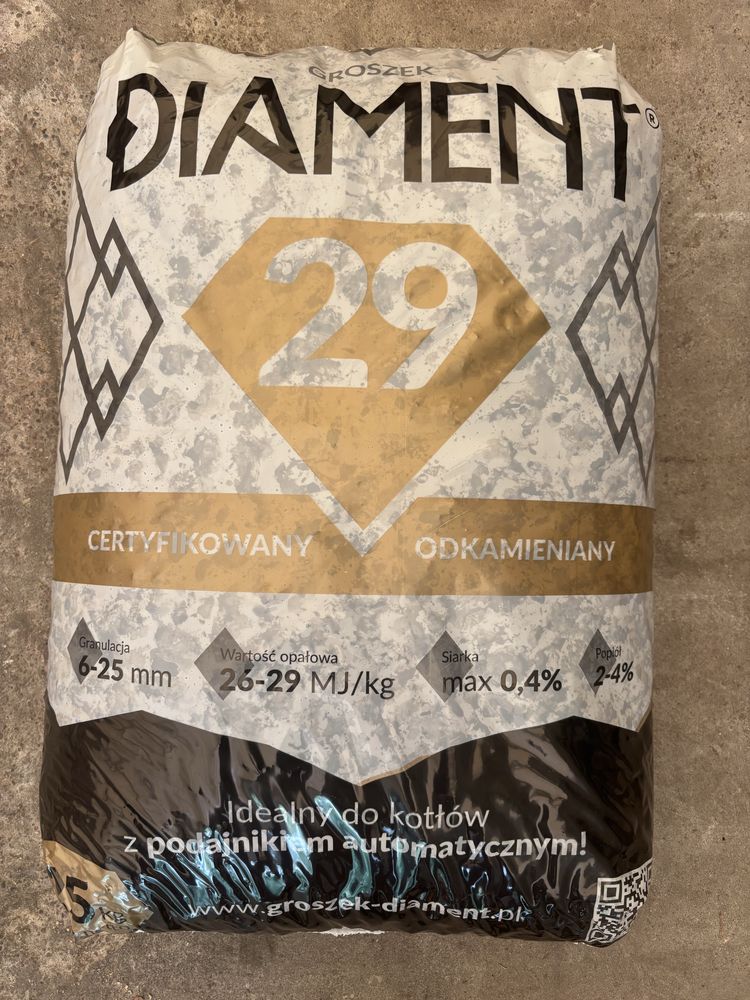 GROSZEK
DIAMENT®
29
CERTYFIKOWANY
ODKAMIENIANY
Granulacja
6-25 mm
Wartość opałowa
26-29 MJ/kg
Siarka
max 0,4%
Popiół
2-4%
Idealny do kotłów
z podajnikiem automatycznym!
www.groszek-diament.pl